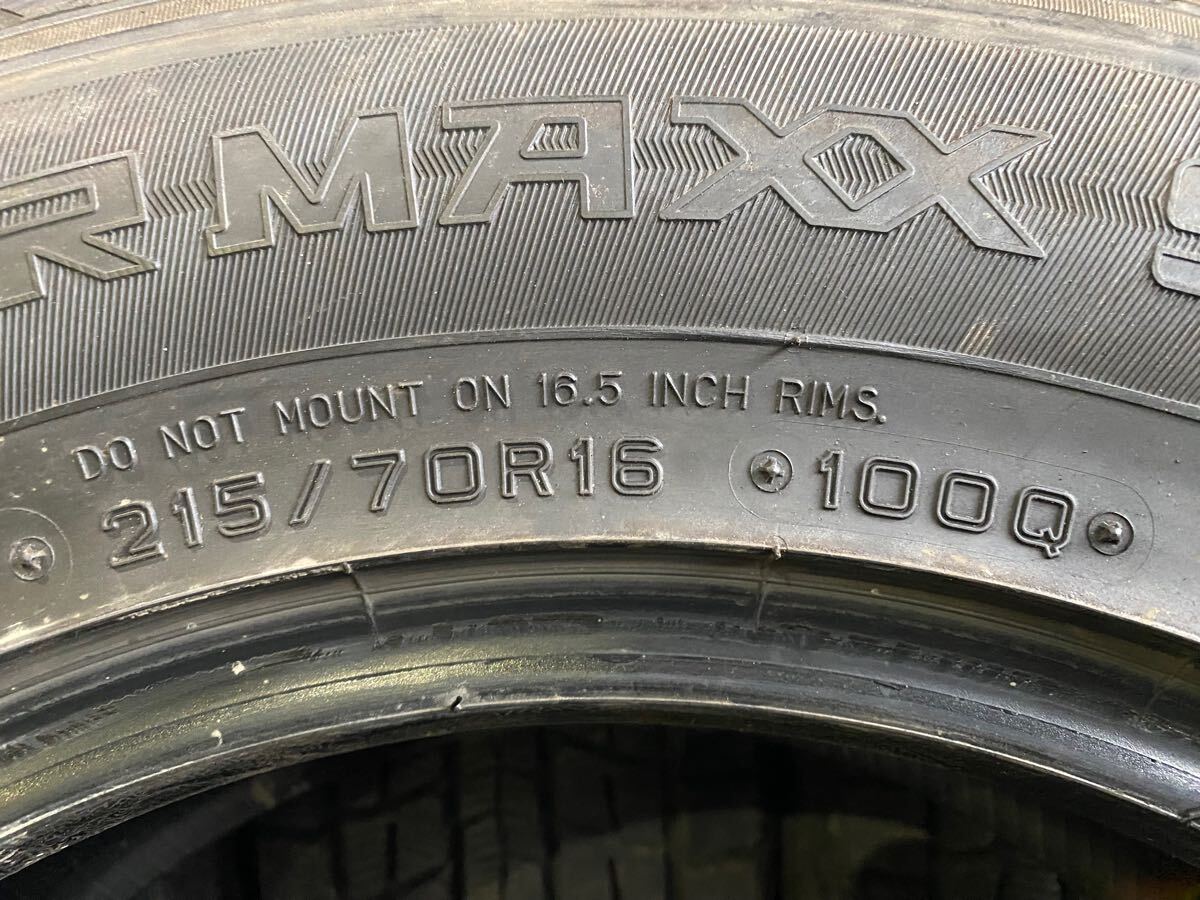 RMAXX S
DO NOT MOUNT ON 16.5 INCH RIMS.
215/70R16 100Q